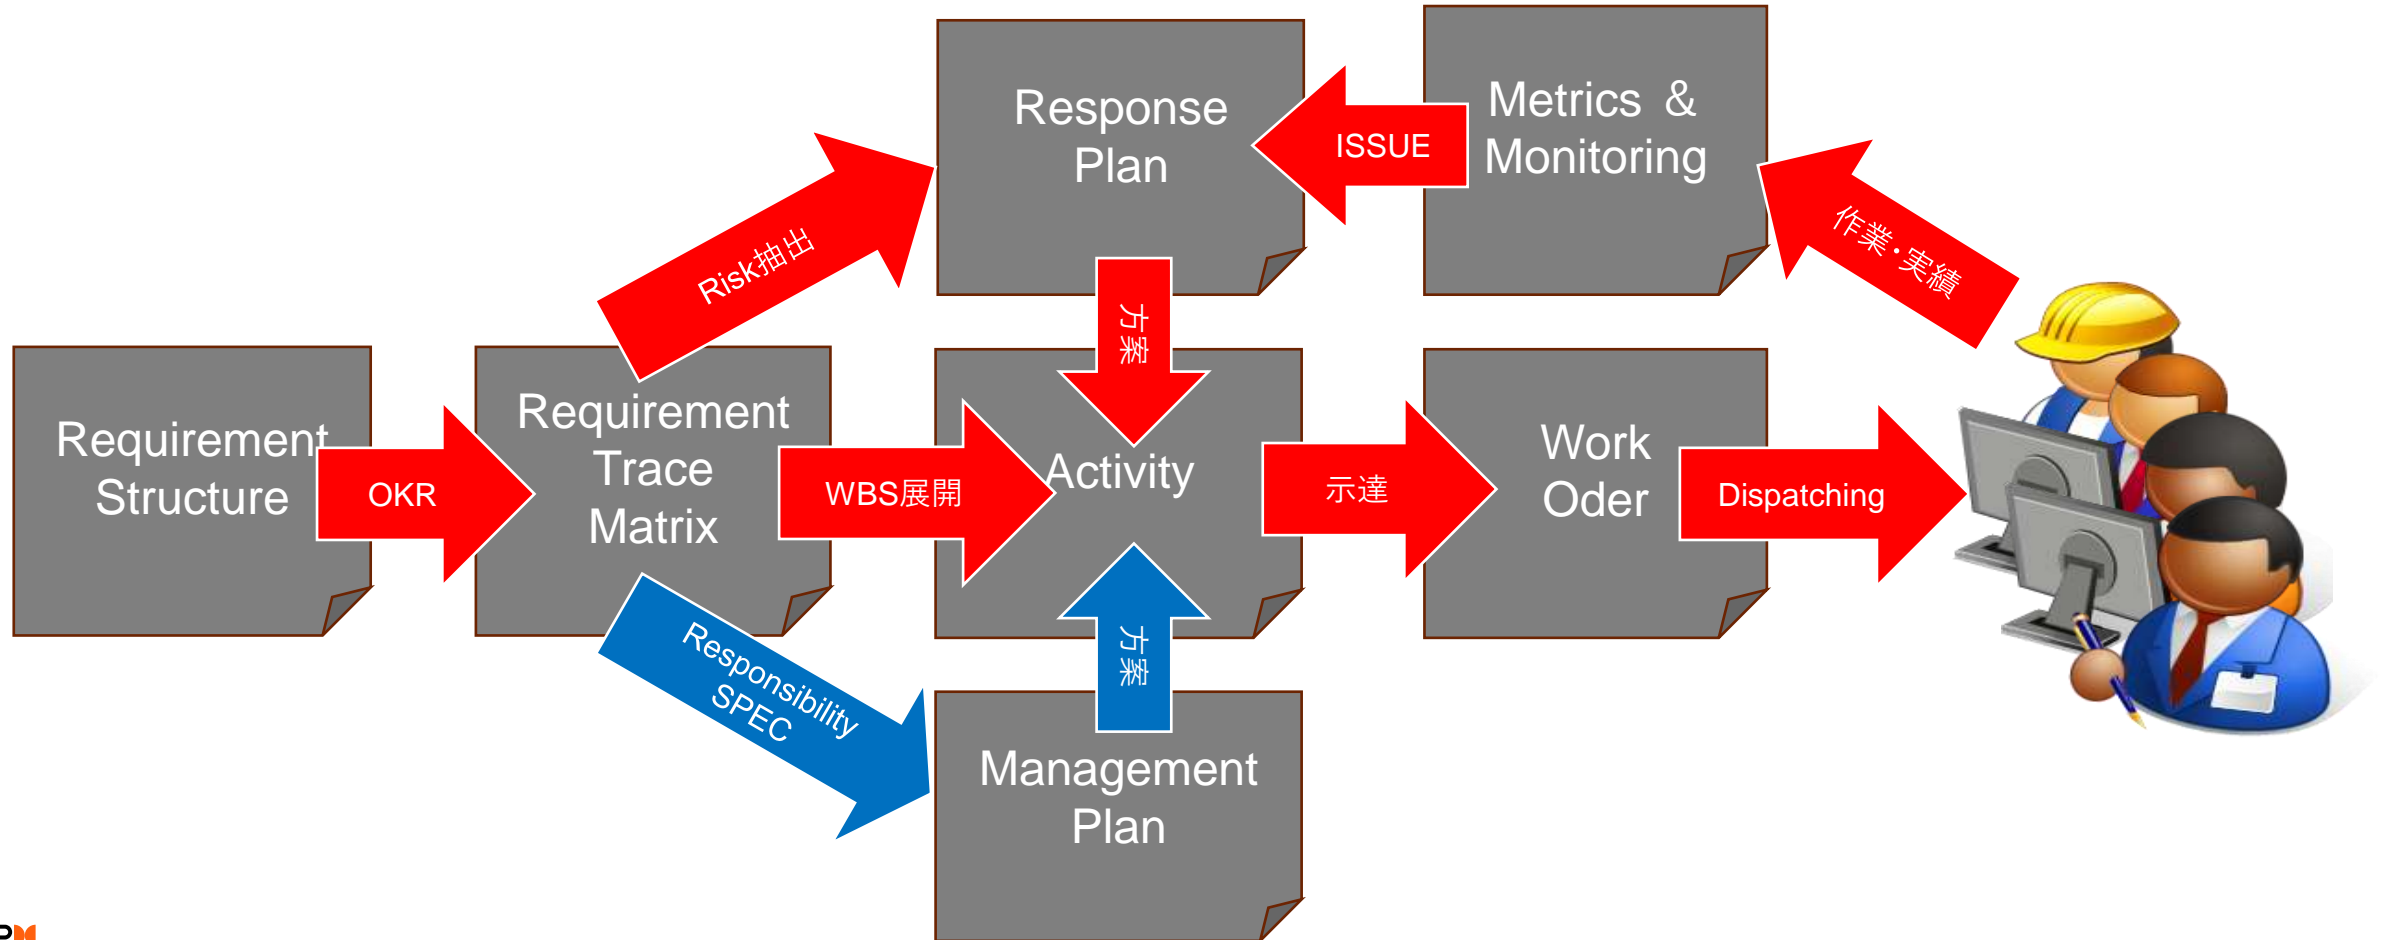 Response
Plan
ISSUE
Metrics &
Monitoring
Risk抽出
作業・実績
方案
Requirement
Structure
OKR
Requirement
Trace
Matrix
WBS展開
Activity
示達
Work
Oder
Dispatching
Responsibility
SPEC
方案
Management
Plan